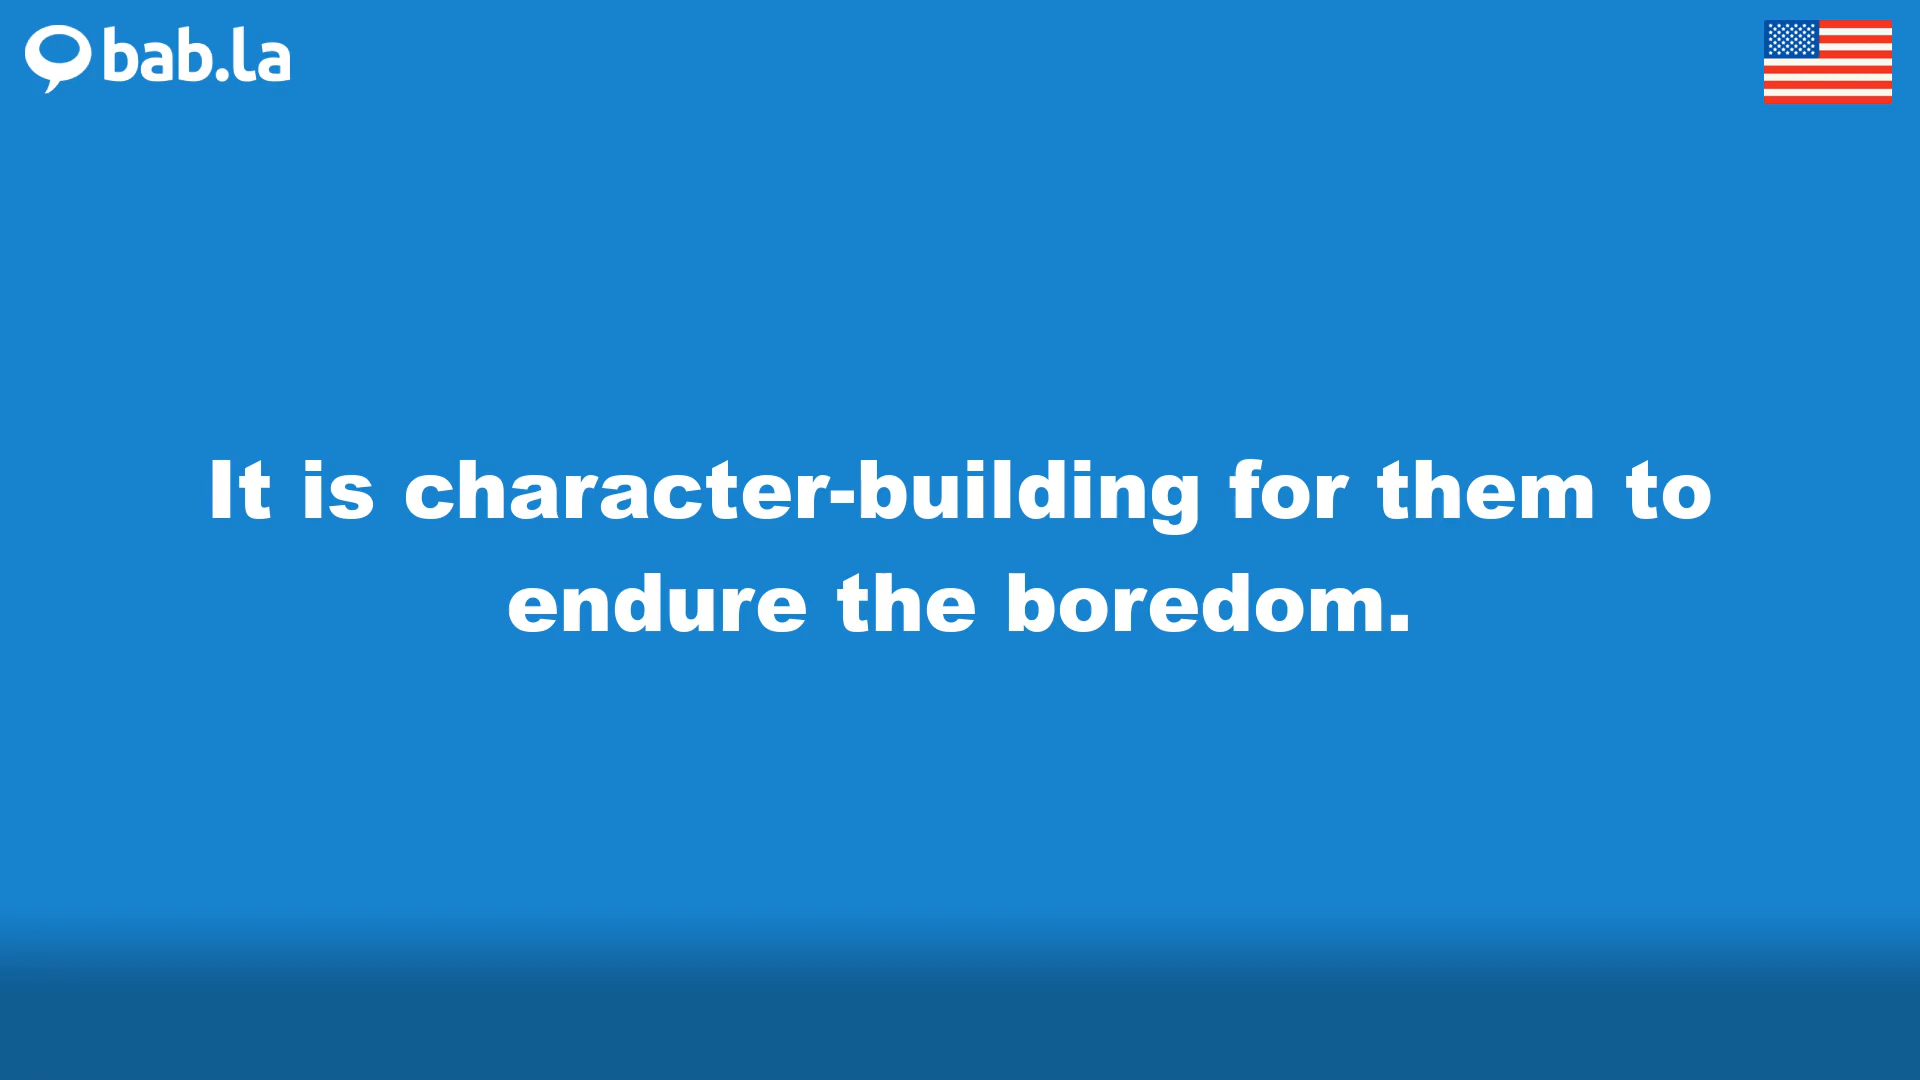 bab.la
It is character-building for them to
endure the boredom.